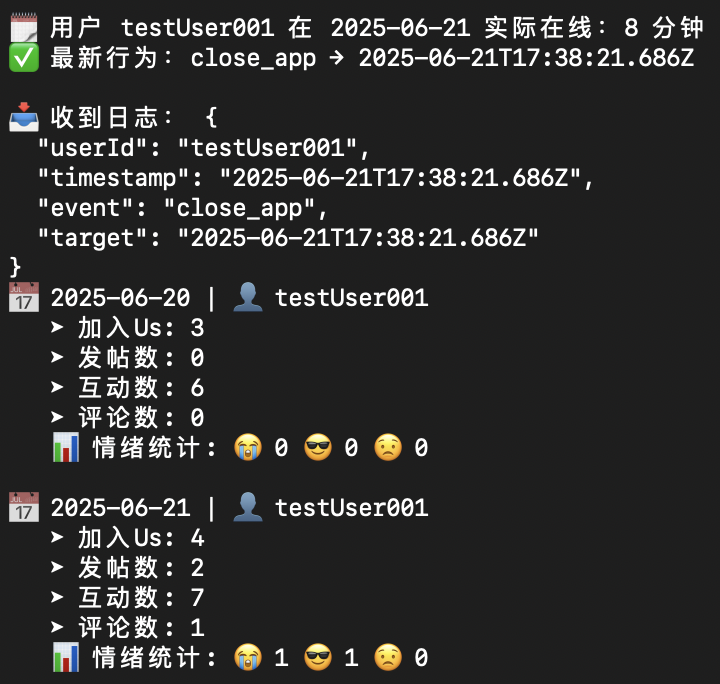 用户 testUser001 在 2025-06-21 实际在线: 8 分钟
✅ 最新行为: close_app → 2025-06-21T17:38:21.686Z
📥 收到日志: {
"userId": "testUser001",
"timestamp": "2025-06-21T17:38:21.686Z",
"event": "close_app",
"target": "2025-06-21T17:38:21.686Z"
}
📅 2025-06-20 | 👤 testUser001
➤ 加入Us: 3
➤ 发帖数: 0
➤ 互动数: 6
➤ 评论数: 0
📊 情绪统计: 😭 0 😎 0 😟 0
📅 2025-06-21 | 👤 testUser001
➤ 加入Us: 4
➤ 发帖数: 2
➤ 互动数: 7
➤ 评论数: 1
📊 情绪统计: 😭 1 😎 1 😟 0